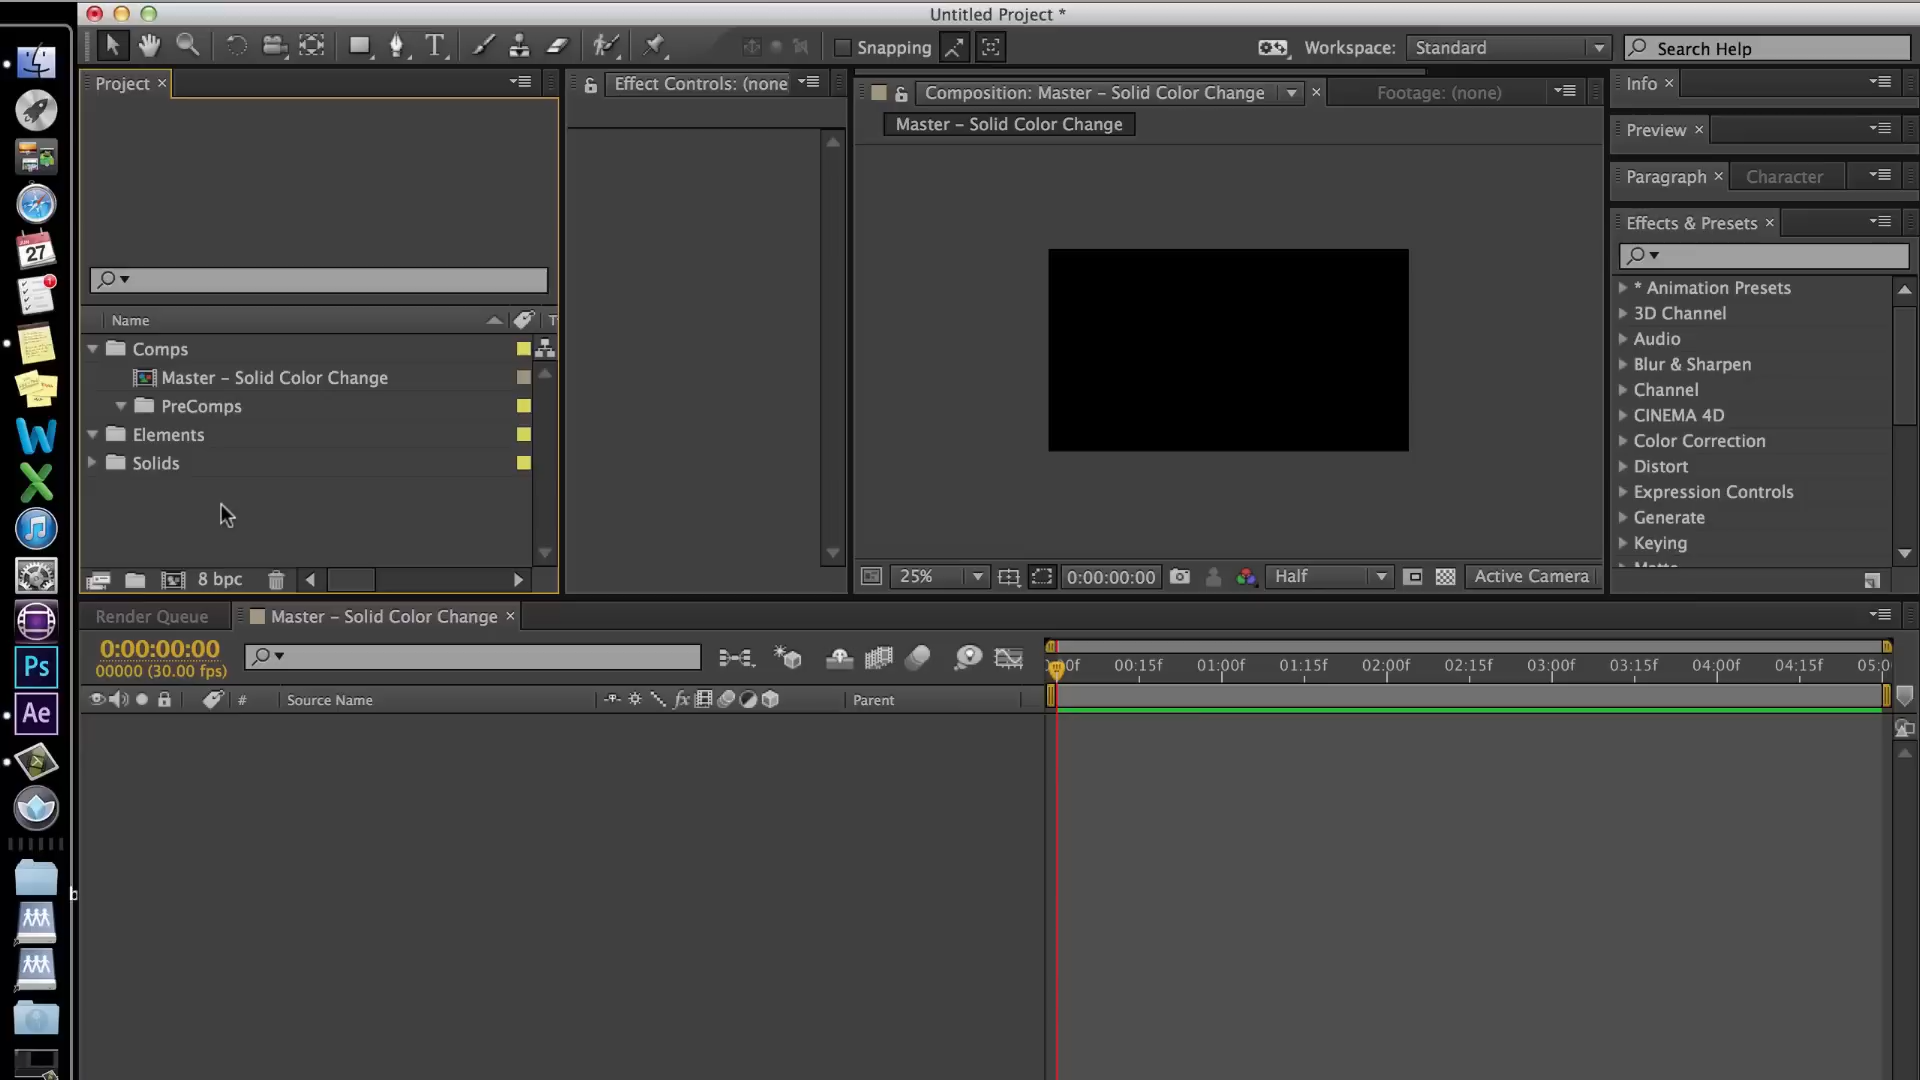 Untitled Project *
Snapping
Workspace: Standard
Search Help
Project ×
Effect Controls: (none
Composition: Master – Solid Color Change
Footage: (none)
Master – Solid Color Change
Info ×
Preview ×
Paragraph ×
Character
Effects & Presets ×
* Animation Presets
3D Channel
Audio
Blur & Sharpen
Channel
CINEMA 4D
Color Correction
Distort
Expression Controls
Generate
Keying
Name
T
Comps
Master – Solid Color Change
PreComps
Elements
Solids
8 bpc
25%
0:00:00:00
Half
Active Camera
Render Queue
Master – Solid Color Change ×
0:00:00:00
00000 (30.00 fps)
00:15f 01:00f 01:15f 02:00f 02:15f 03:00f 03:15f 04:00f 04:15f 05:0
#
Source Name
fx
Parent
27
1
W
X
Ps
Ae
b